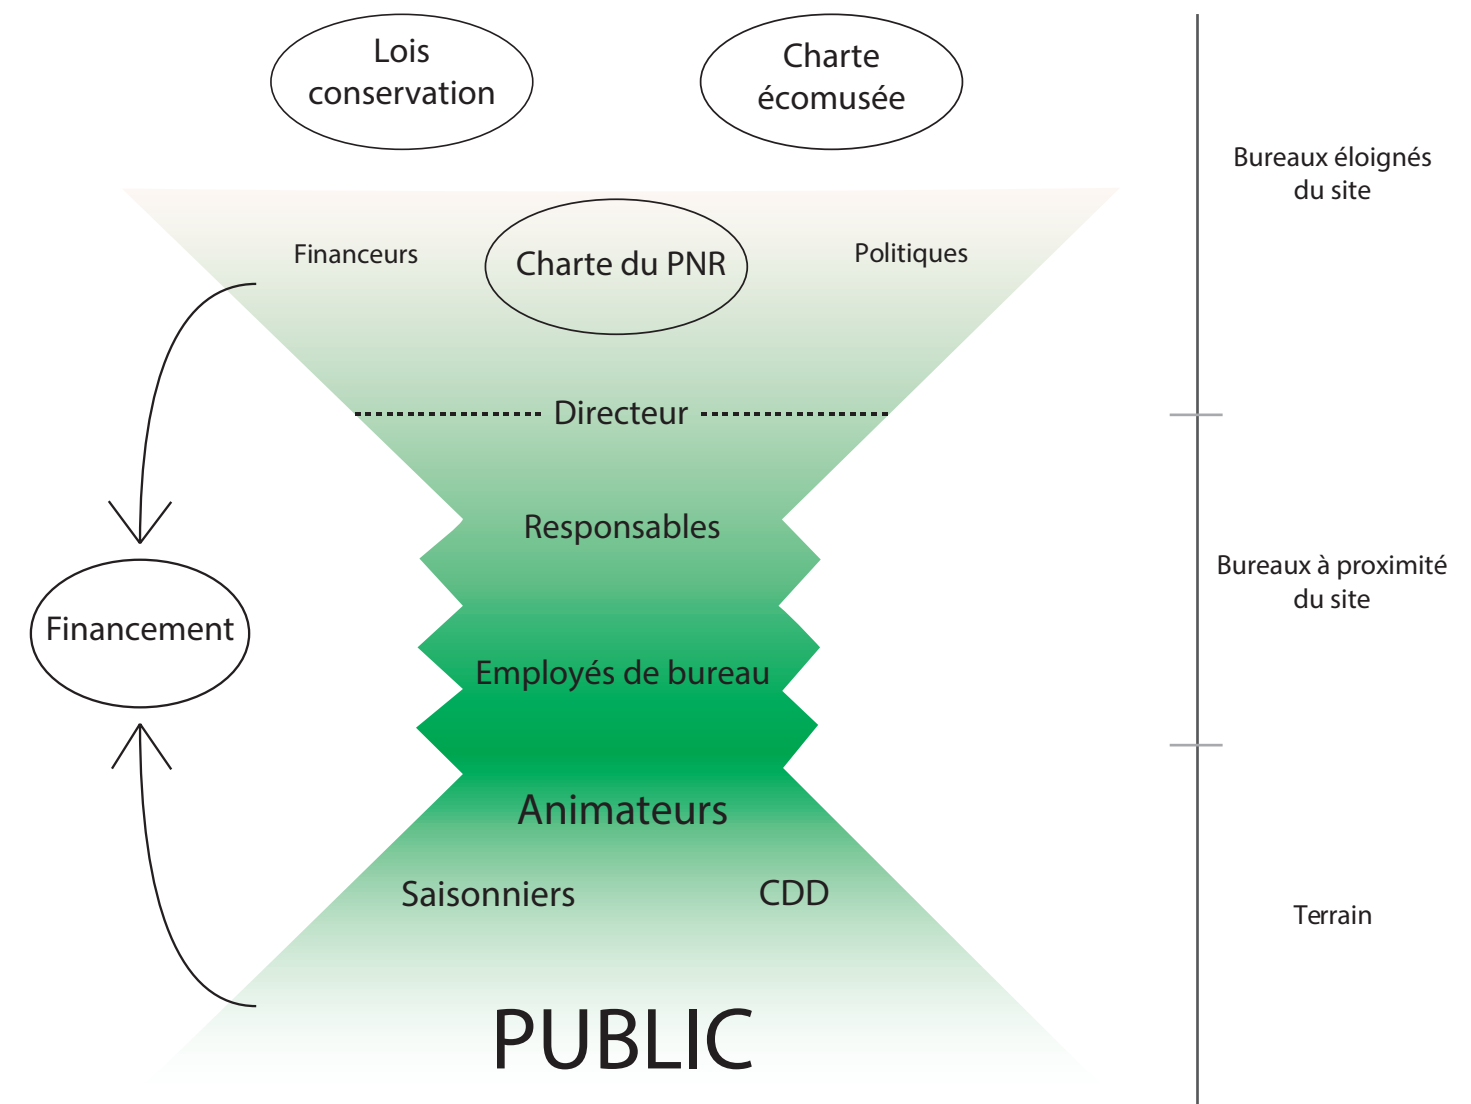 Lois
conservation
Charte
écomusée
Bureaux éloignés
du site
Financeurs
Charte du PNR
Politiques
Directeur
Responsables
Bureaux à proximité
du site
Financement
Employés de bureau
Animateurs
Saisonniers
CDD
Terrain
PUBLIC